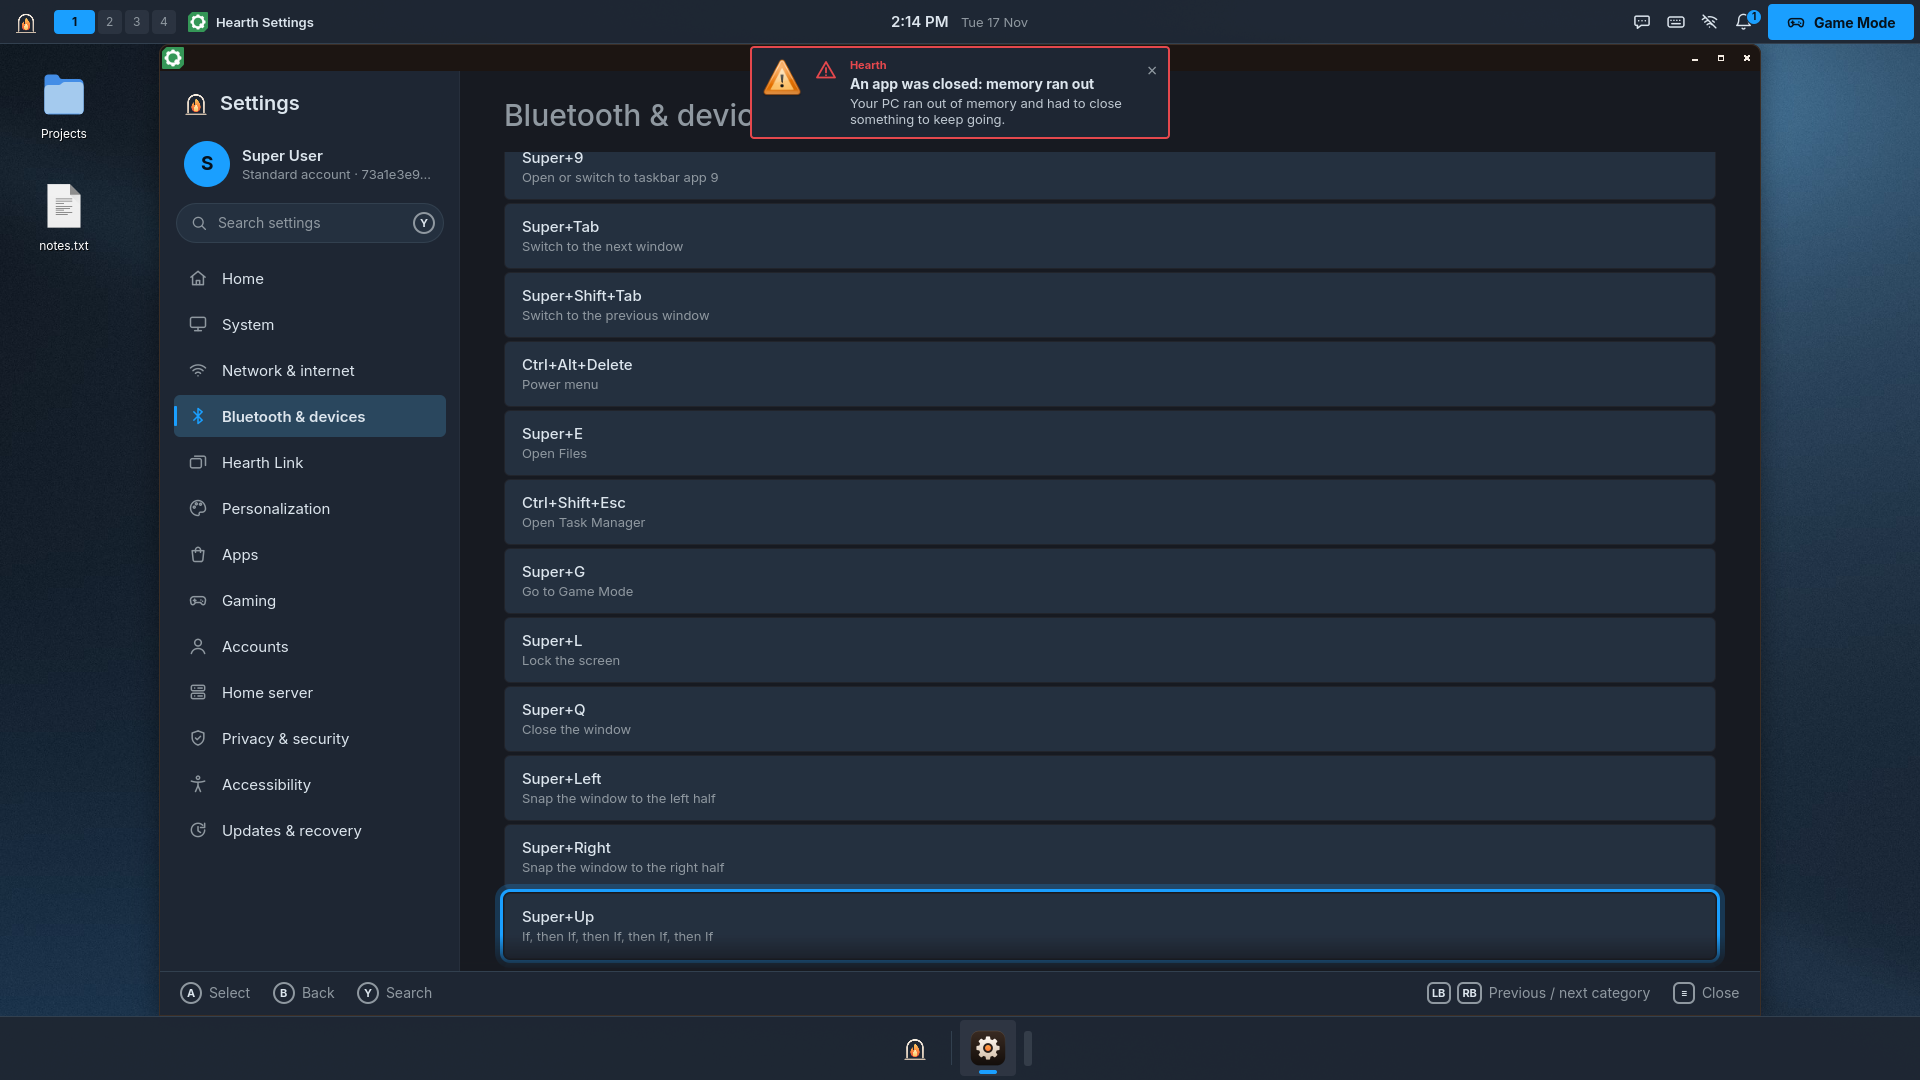 1 2 3 4 Hearth Settings
2:14 PM Tue 17 Nov
1
Game Mode
Projects
notes.txt
Settings
S
Super User
Standard account · 73a1e3e9...
Search settings Y
Home
System
Network & internet
Bluetooth & devices
Hearth Link
Personalization
Apps
Gaming
Accounts
Home server
Privacy & security
Accessibility
Updates & recovery
Hearth
An app was closed: memory ran out
Your PC ran out of memory and had to close
something to keep going.
Bluetooth & devic
Super+9
Open or switch to taskbar app 9
Super+Tab
Switch to the next window
Super+Shift+Tab
Switch to the previous window
Ctrl+Alt+Delete
Power menu
Super+E
Open Files
Ctrl+Shift+Esc
Open Task Manager
Super+G
Go to Game Mode
Super+L
Lock the screen
Super+Q
Close the window
Super+Left
Snap the window to the left half
Super+Right
Snap the window to the right half
Super+Up
If, then If, then If, then If, then If
A Select B Back Y Search
LB RB Previous / next category Close